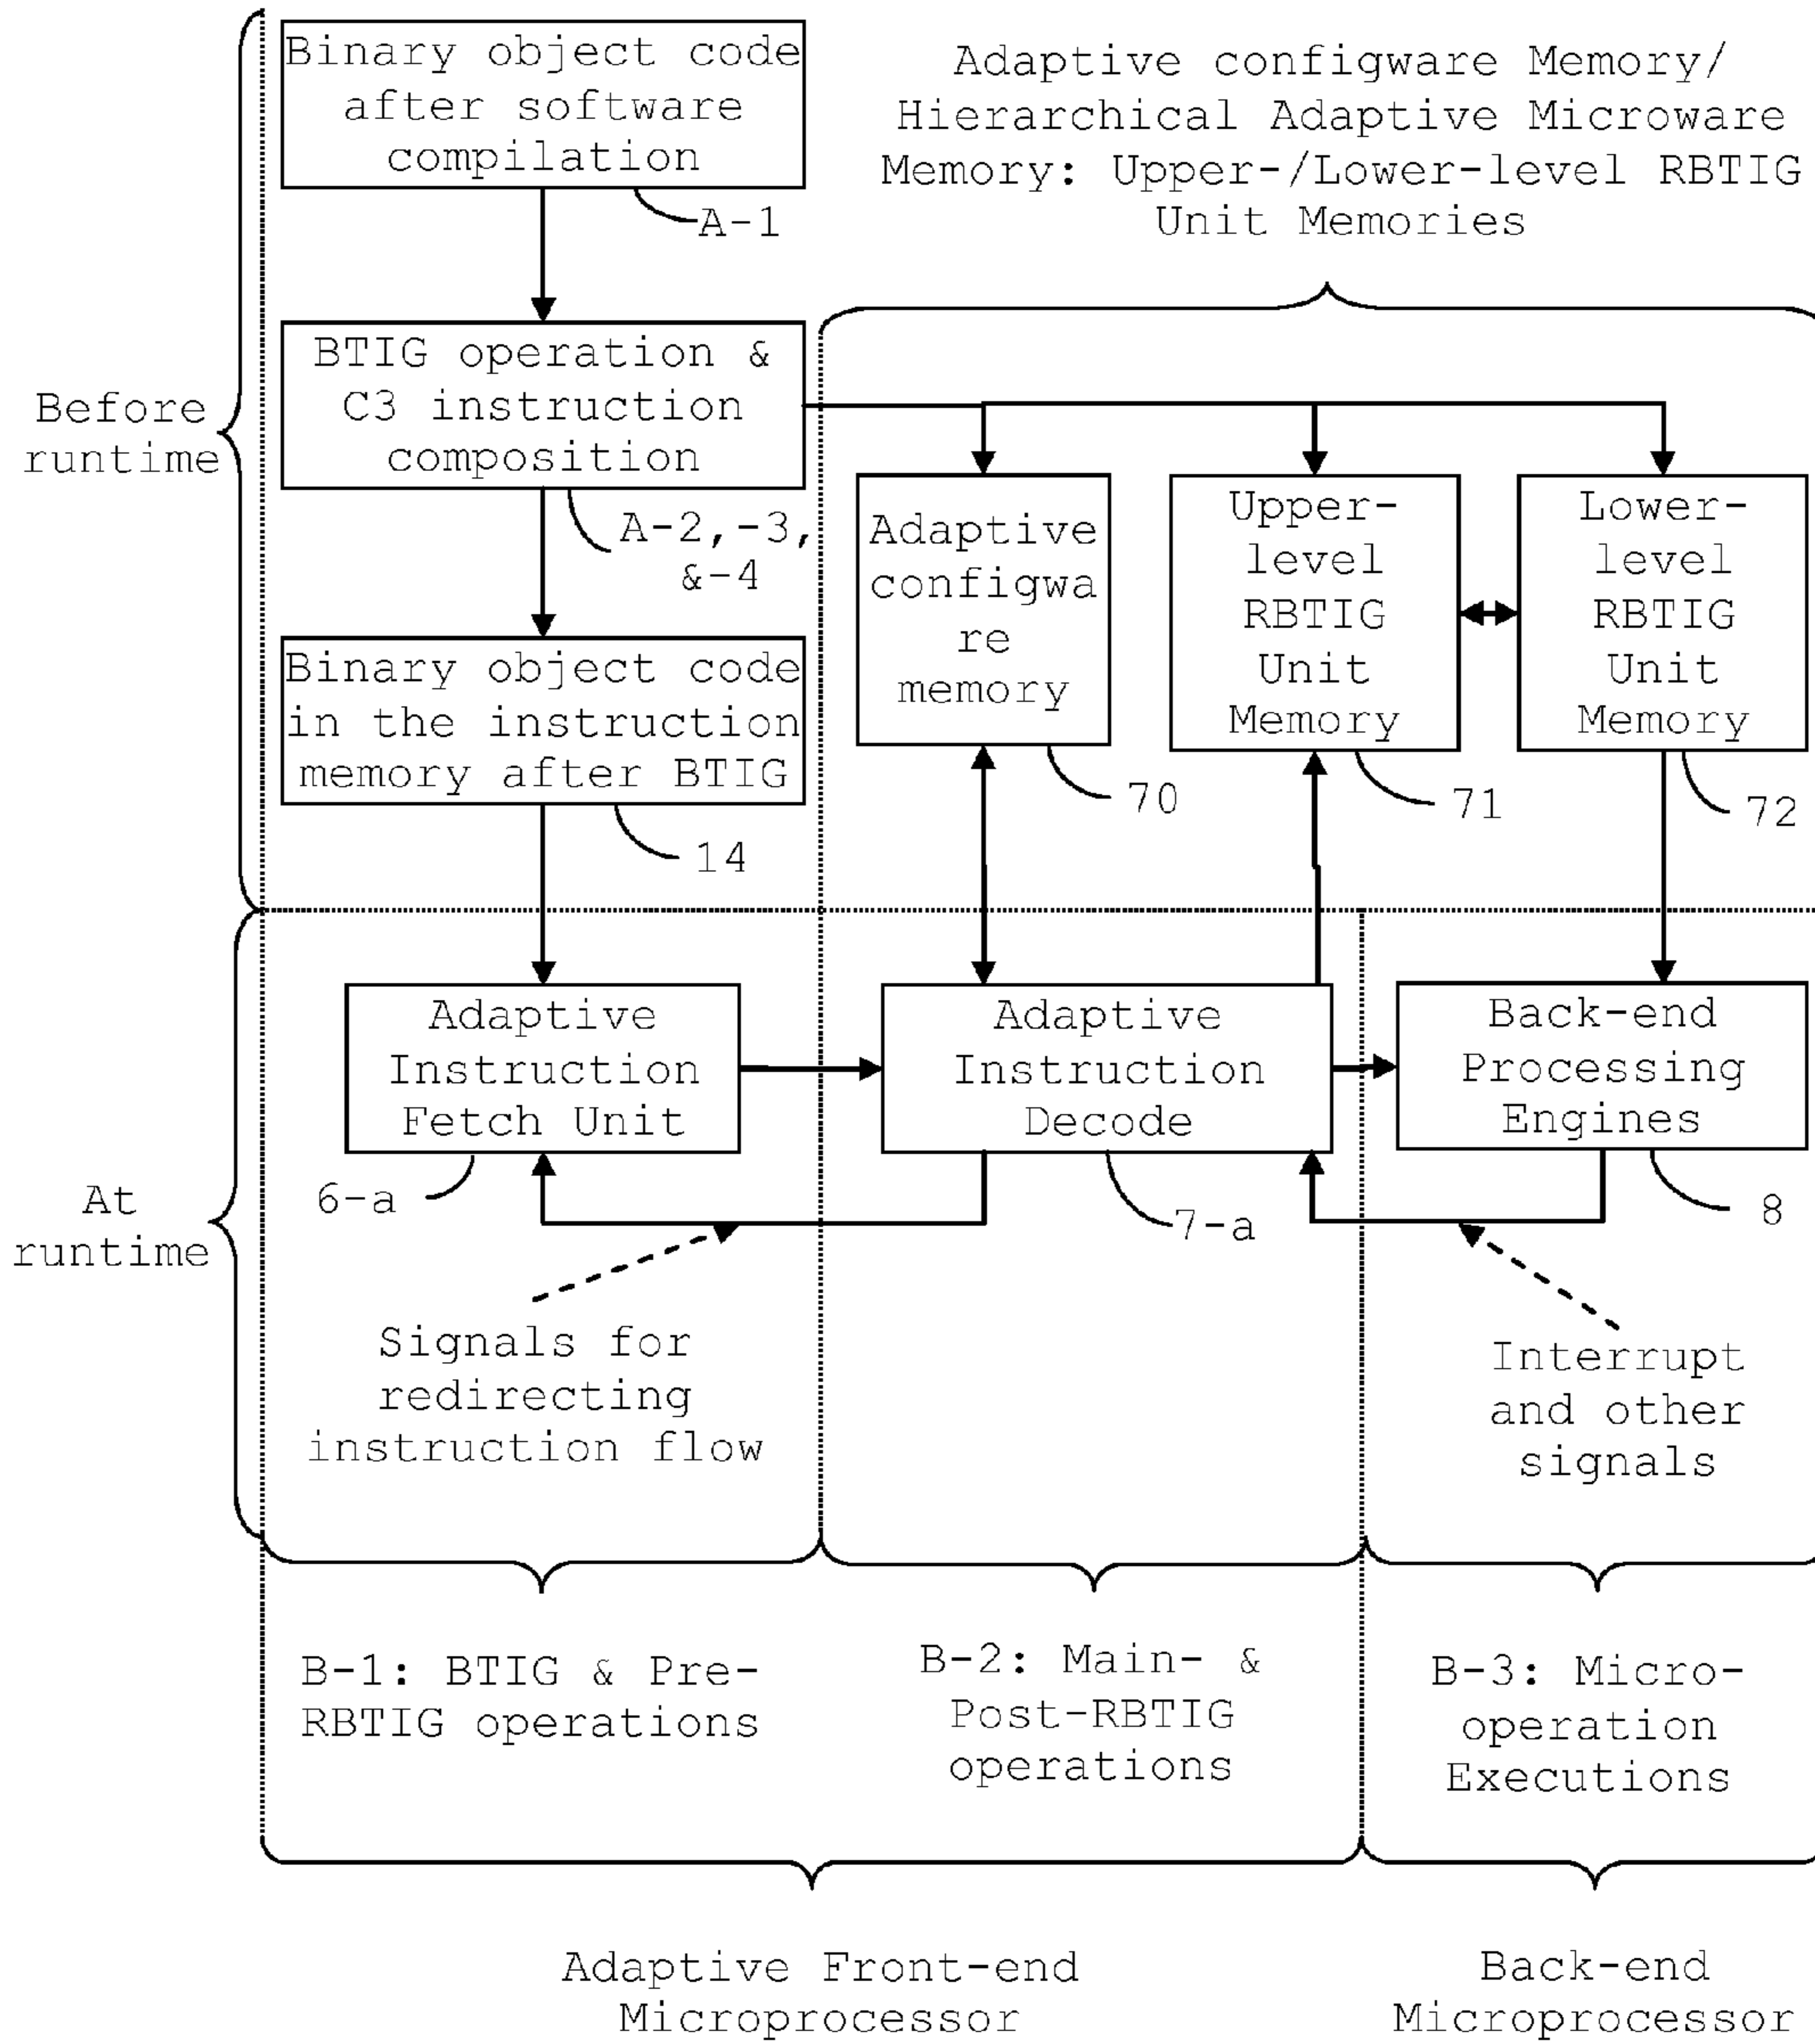 Binary object code
after software
compilation
A-1
Adaptive configware Memory/
Hierarchical Adaptive Microware
Memory: Upper-/Lower-level RBTIG
Unit Memories
Before
runtime
BTIG operation &
C3 instruction
composition
A-2,-3,
&-4
Binary object code
in the instruction
memory after BTIG
14
Adaptive
configwa
re
memory
70
Upper-
level
RBTIG
Unit
Memory
71
Lower-
level
RBTIG
Unit
Memory
72
At
runtime
Adaptive
Instruction
Fetch Unit
6-a
Adaptive
Instruction
Decode
7-a
Back-end
Processing
Engines
8
Signals for
redirecting
instruction flow
Interrupt
and other
signals
B-1: BTIG & Pre-
RBTIG operations
B-2: Main- &
Post-RBTIG
operations
B-3: Micro-
operation
Executions
Adaptive Front-end
Microprocessor
Back-end
Microprocessor